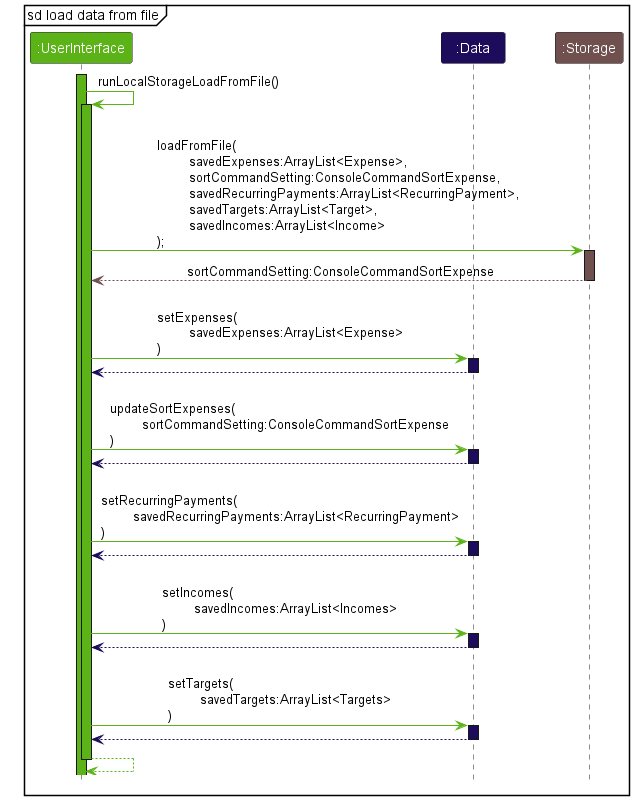 sd load data from file
:UserInterface
:Data
:Storage
runLocalStorageLoadFromFile()
loadFromFile(
savedExpenses:ArrayList<Expense>,
sortCommandSetting:ConsoleCommandSortExpense,
savedRecurringPayments:ArrayList<RecurringPayment>,
savedTargets:ArrayList<Target>,
savedIncomes:ArrayList<Income>
);
sortCommandSetting:ConsoleCommandSortExpense
setExpenses(
savedExpenses:ArrayList<Expense>
)
updateSortExpenses(
sortCommandSetting:ConsoleCommandSortExpense
)
setRecurringPayments(
savedRecurringPayments:ArrayList<RecurringPayment>
)
setIncomes(
savedIncomes:ArrayList<Incomes>
)
setTargets(
savedTargets:ArrayList<Targets>
)